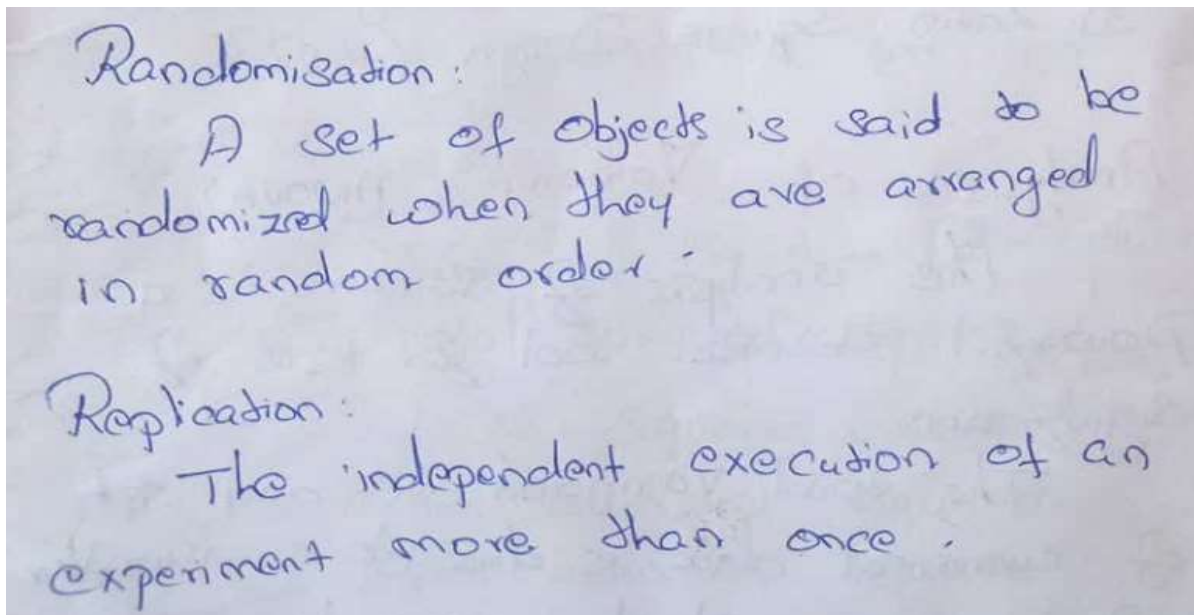 Randomisation:
A set of objects is said to be
randomized when they are arranged
in random order.
Replication:
The independent execution of an
experiment more than once.